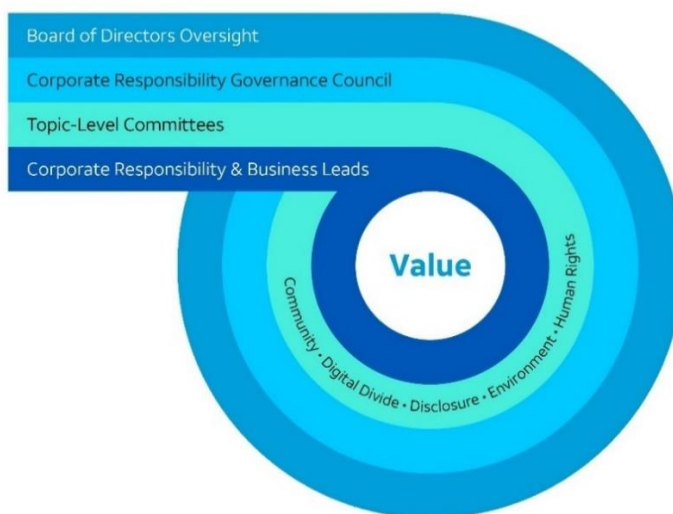 Board of Directors Oversight
Corporate Responsibility Governance Council
Topic-Level Committees
Corporate Responsibility & Business Leads
Value
Community • Digital Divide • Disclosure • Environment • Human Rights